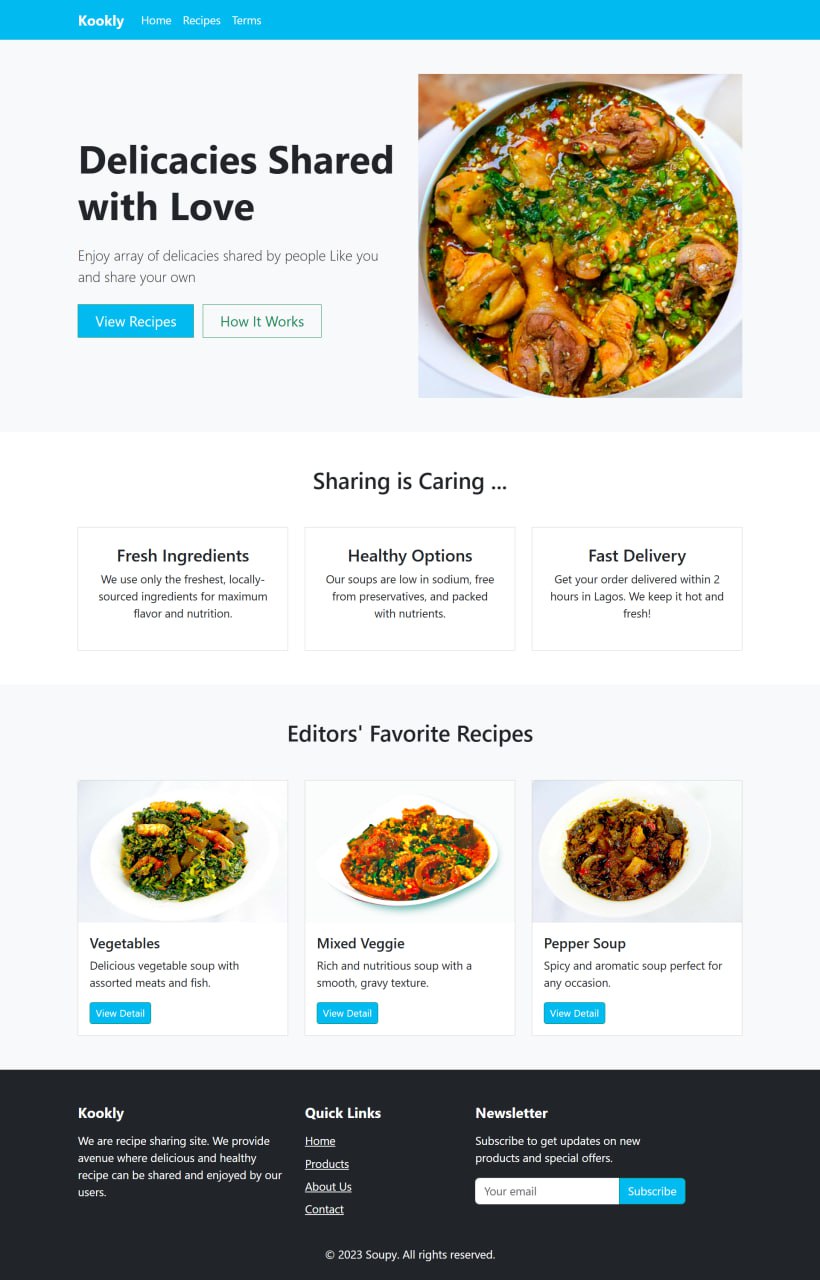 Kookly Home Recipes Terms
Delicacies Shared
with Love
Enjoy array of delicacies shared by people Like you
and share your own
View Recipes How It Works
Sharing is Caring ...
Fresh Ingredients
We use only the freshest, locally-
sourced ingredients for maximum
flavor and nutrition.
Healthy Options
Our soups are low in sodium, free
from preservatives, and packed
with nutrients.
Fast Delivery
Get your order delivered within 2
hours in Lagos. We keep it hot and
fresh!
Editors' Favorite Recipes
Vegetables
Delicious vegetable soup with
assorted meats and fish.
View Detail
Mixed Veggie
Rich and nutritious soup with a
smooth, gravy texture.
View Detail
Pepper Soup
Spicy and aromatic soup perfect for
any occasion.
View Detail
Kookly
We are recipe sharing site. We provide
avenue where delicious and healthy
recipe can be shared and enjoyed by our
users.
Quick Links
Home
Products
About Us
Contact
Newsletter
Subscribe to get updates on new
products and special offers.
Your email Subscribe
© 2023 Soupy. All rights reserved.